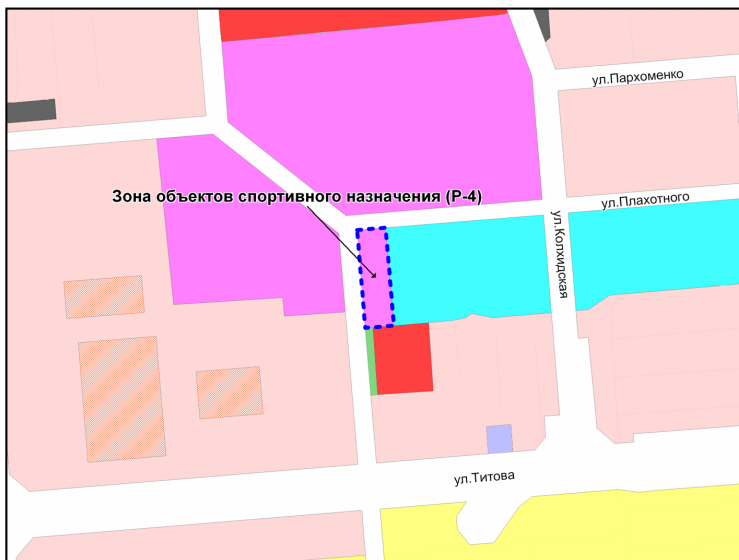 ул.Пархоменко
Зона объектов спортивного назначения (Р-4)
ул.Плахотного
ул.Колхидская
ул.Титова